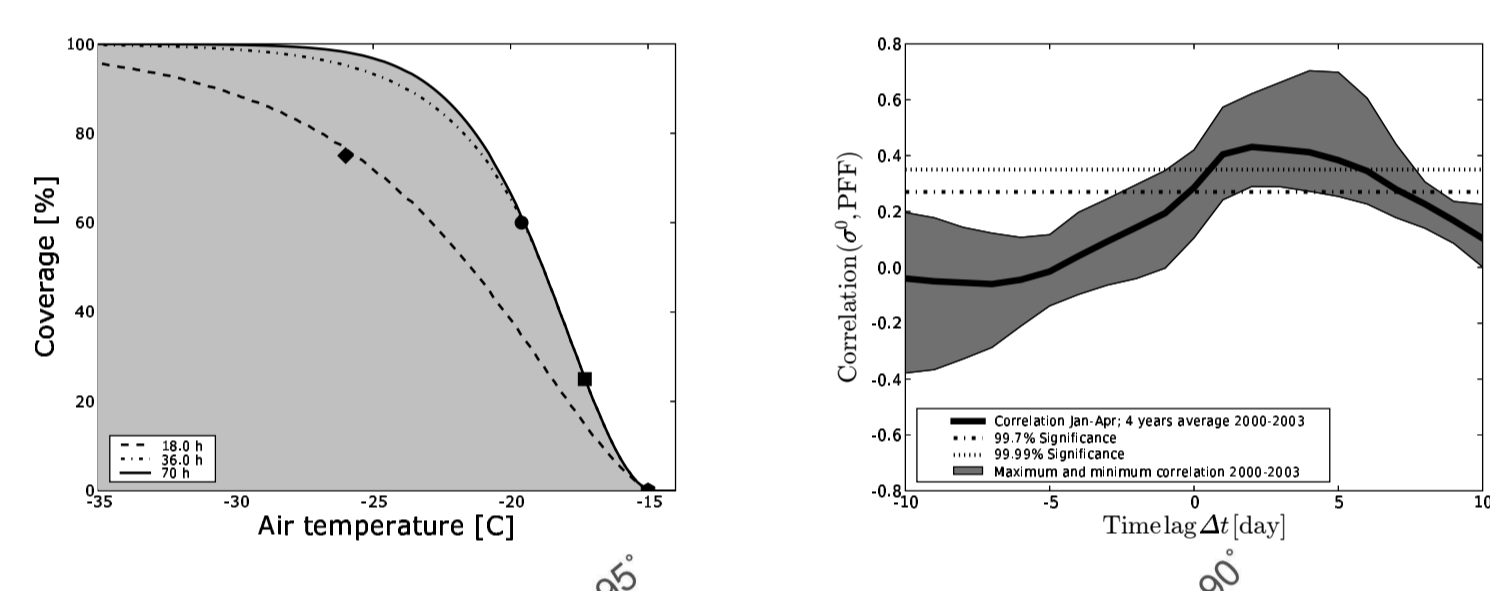 100
80
60
40
20
0
Coverage [%]
18.0 h
36.0 h
70 h
-35 -30 -25 -20 -15
Air temperature [C]
95°
0.8
0.6
0.4
0.2
0.0
-0.2
-0.4
-0.6
-0.8
Correlation(σ⁰,PFF)
Correlation Jan-Apr; 4 years average 2000-2003
99.7% Significance
99.99% Significance
Maximum and minimum correlation 2000-2003
-10 -5 0 5 10
Time lag Δt [day]
90°